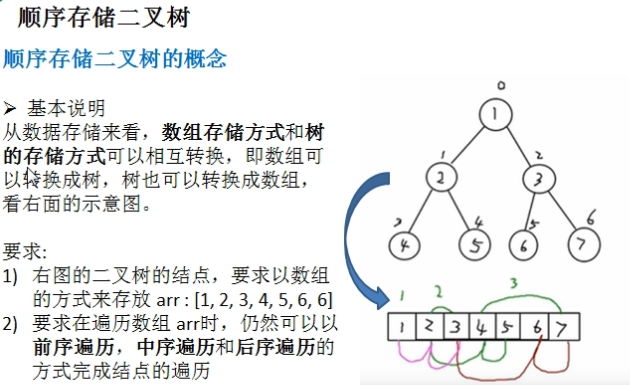 顺序存储二叉树
顺序存储二叉树的概念
➢ 基本说明
从数据存储来看，数组存储方式和树
的存储方式可以相互转换，即数组可
以转换成树，树也可以转换成数组，
看右面的示意图。
要求:
1) 右图的二叉树的结点，要求以数组
的方式来存放 arr : [1, 2, 3, 4, 5, 6, 6]
2) 要求在遍历数组 arr时，仍然可以以
前序遍历，中序遍历和后序遍历的
方式完成结点的遍历
0
1
1 2
2 3
3 4 5 6
4 5 6 7
1 2 3
1 2 3 4 5 6 7